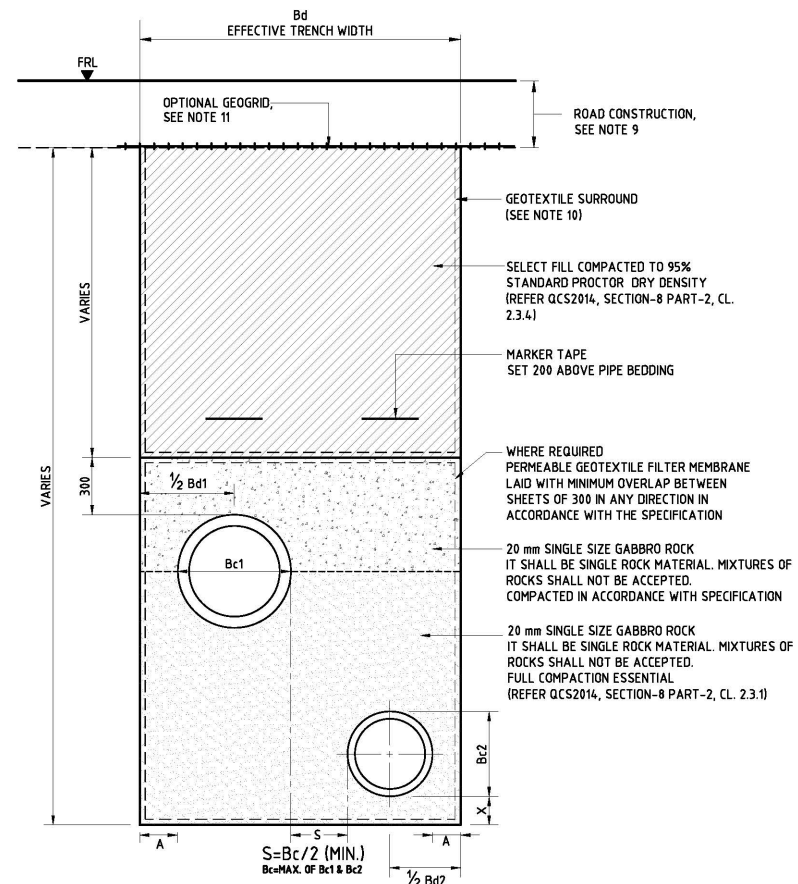 Bd
EFFECTIVE TRENCH WIDTH
FRL
OPTIONAL GEOGRID,
SEE NOTE 11
ROAD CONSTRUCTION,
SEE NOTE 9
GEOTEXTILE SURROUND
(SEE NOTE 10)
SELECT FILL COMPACTED TO 95%
STANDARD PROCTOR DRY DENSITY
(REFER QCS2014, SECTION-8 PART-2, CL.
2.3.4)
VARIES
VARIES
MARKER TAPE
SET 200 ABOVE PIPE BEDDING
WHERE REQUIRED
PERMEABLE GEOTEXTILE FILTER MEMBRANE
LAID WITH MINIMUM OVERLAP BETWEEN
SHEETS OF 300 IN ANY DIRECTION IN
ACCORDANCE WITH THE SPECIFICATION
300
½ Bd1
Bc1
20 mm SINGLE SIZE GABBRO ROCK
IT SHALL BE SINGLE ROCK MATERIAL. MIXTURES OF
ROCKS SHALL NOT BE ACCEPTED.
COMPACTED IN ACCORDANCE WITH SPECIFICATION
20 mm SINGLE SIZE GABBRO ROCK
IT SHALL BE SINGLE ROCK MATERIAL. MIXTURES OF
ROCKS SHALL NOT BE ACCEPTED.
FULL COMPACTION ESSENTIAL
(REFER QCS2014, SECTION-8 PART-2, CL. 2.3.1)
Bc2
X
A
S
A
S=Bc/2 (MIN.)
Bc=MAX. OF Bc1 & Bc2
½ Bd2